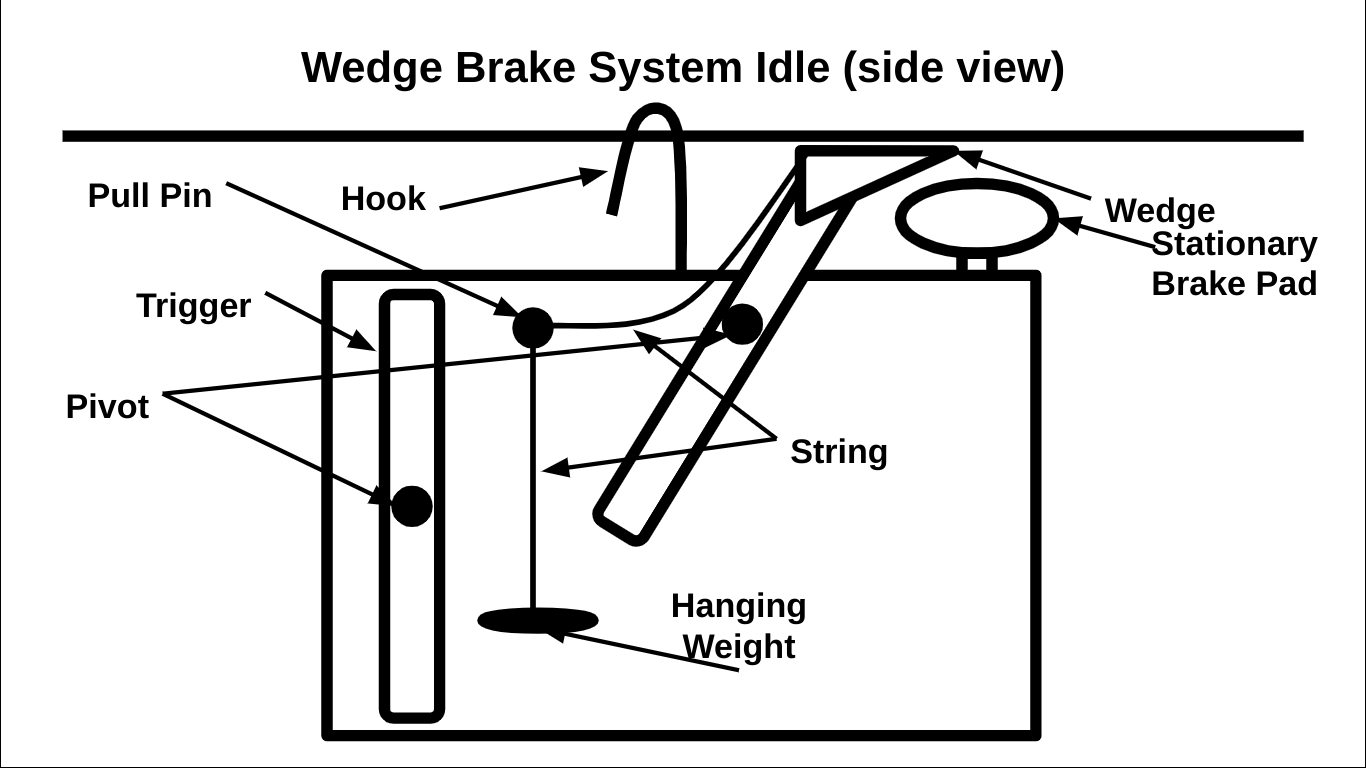 Wedge Brake System Idle (side view)
Pull Pin
Hook
Wedge
Stationary
Brake Pad
Trigger
Pivot
String
Hanging
Weight